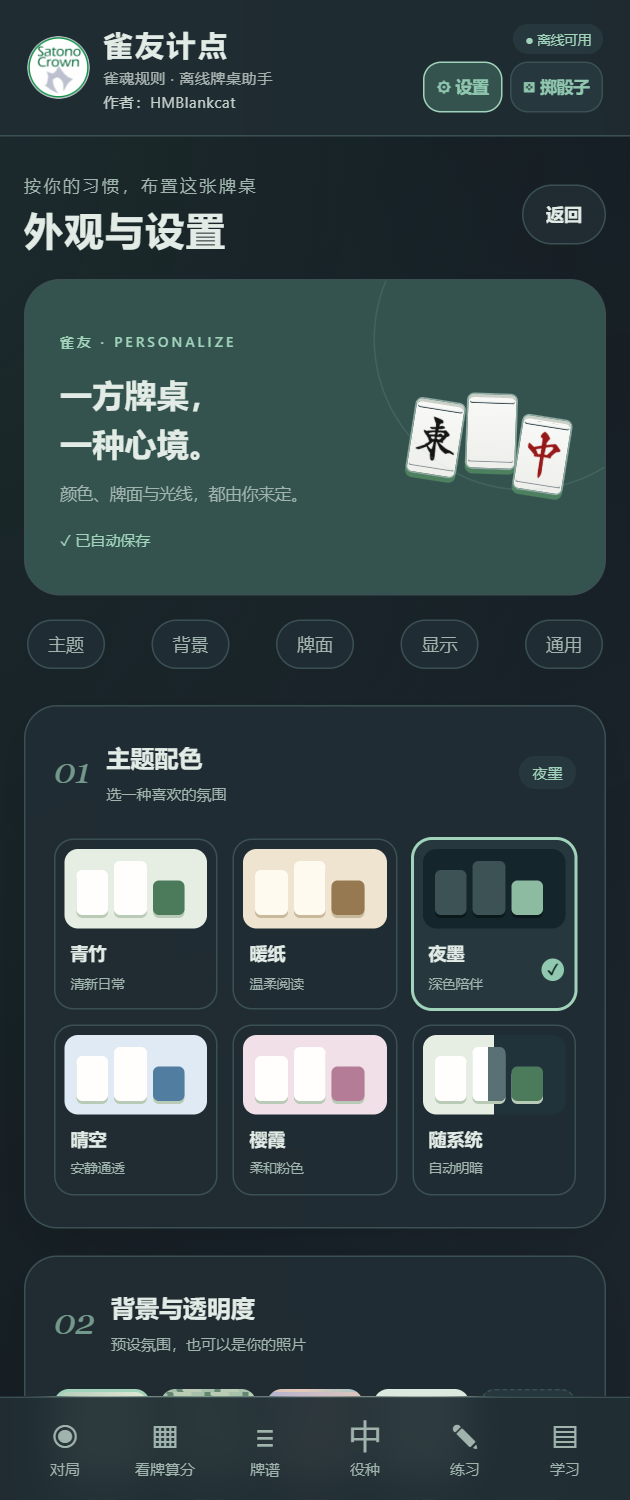 Satono
Crown
雀友计点
雀魂规则 · 离线牌桌助手
作者：HMBlankcat
离线可用
设置
掷骰子
按你的习惯，布置这张牌桌
外观与设置
返回
雀友 · PERSONALIZE
一方牌桌，
一种心境。
颜色、牌面与光线，都由你来定。
✓ 已自动保存
東
中
主题
背景
牌面
显示
通用
01
主题配色
选一种喜欢的氛围
夜墨
青竹
清新日常
暖纸
温柔阅读
夜墨
深色陪伴
晴空
安静通透
樱霞
柔和粉色
随系统
自动明暗
02
背景与透明度
预设氛围，也可以是你的照片
对局
看牌算分
牌谱
中
役种
练习
学习